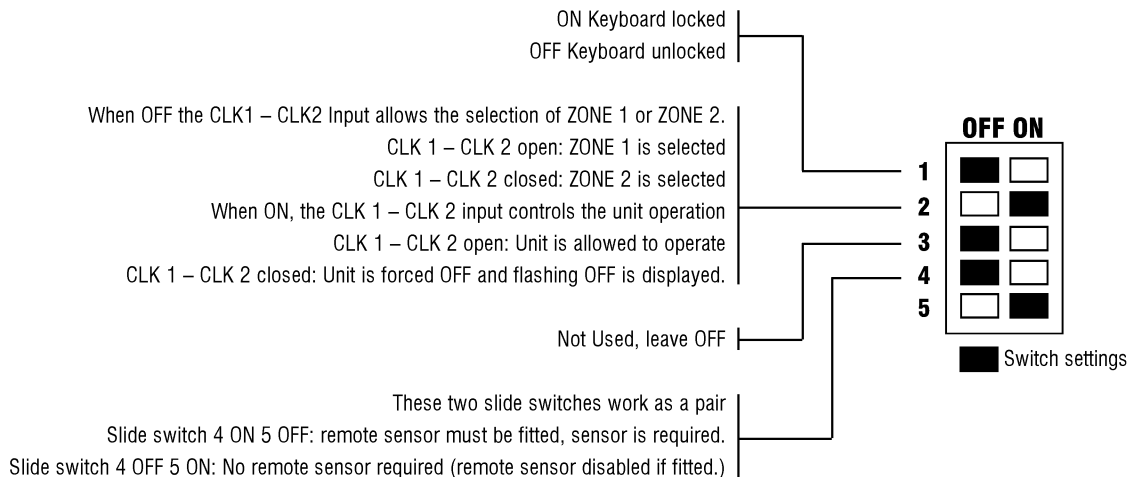 ON Keyboard locked
OFF Keyboard unlocked
When OFF the CLK1 – CLK2 Input allows the selection of ZONE 1 or ZONE 2.
CLK 1 – CLK 2 open: ZONE 1 is selected
CLK 1 – CLK 2 closed: ZONE 2 is selected
When ON, the CLK 1 – CLK 2 input controls the unit operation
CLK 1 – CLK 2 open: Unit is allowed to operate
CLK 1 – CLK 2 closed: Unit is forced OFF and flashing OFF is displayed.
Not Used, leave OFF
These two slide switches work as a pair
Slide switch 4 ON 5 OFF: remote sensor must be fitted, sensor is required.
Slide switch 4 OFF 5 ON: No remote sensor required (remote sensor disabled if fitted.)
OFF ON
1
2
3
4
5
Switch settings